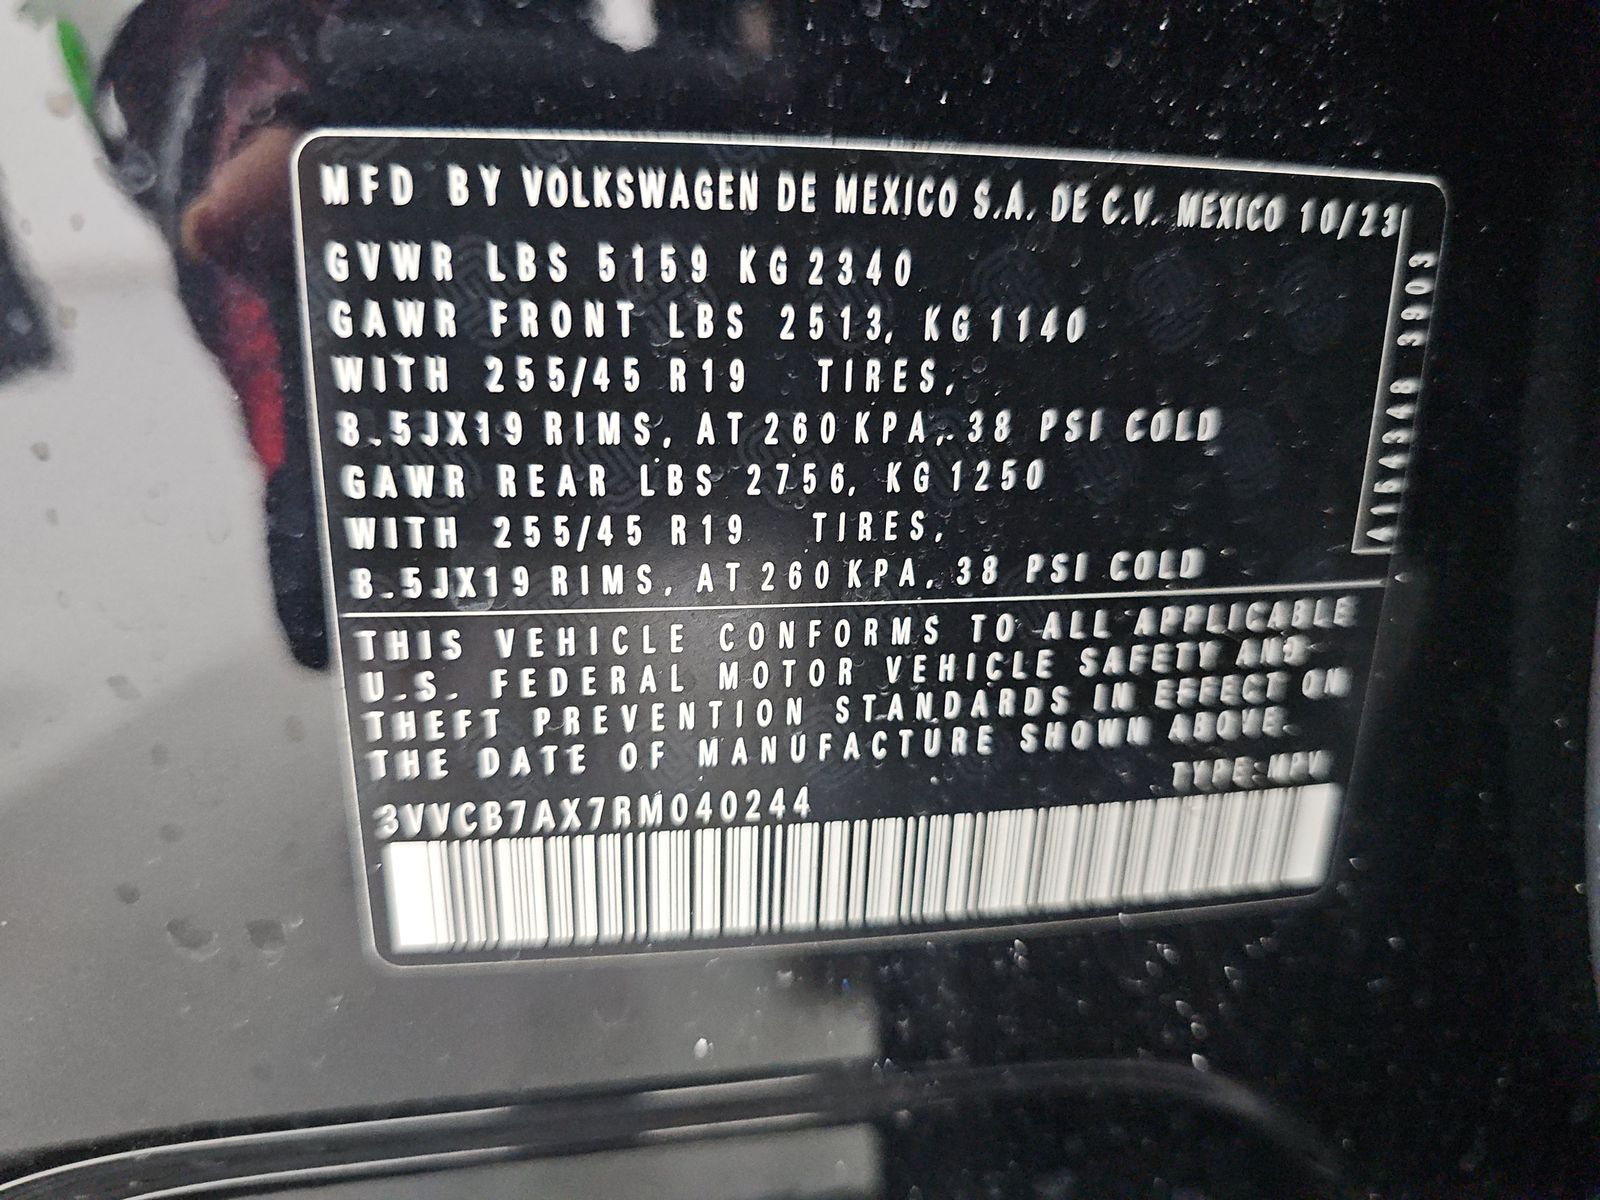 MFD BY VOLKSWAGEN DE MEXICO S.A. DE C.V. MEXICO 10/23
GVWR LBS 5159 KG 2340
GAWR FRONT LBS 2513, KG 1140
WITH 255/45 R19 TIRES,
8.5JX19 RIMS, AT 260 KPA, 38 PSI COLD
GAWR REAR LBS 2756, KG 1250
WITH 255/45 R19 TIRES,
8.5JX19 RIMS, AT 260 KPA, 38 PSI COLD
THIS VEHICLE CONFORMS TO ALL APPLICABLE
U.S. FEDERAL MOTOR VEHICLE SAFETY AND
THEFT PREVENTION STANDARDS IN EFFECT ON
THE DATE OF MANUFACTURE SHOWN ABOVE.
TYPE: MPV
3VVCB7AX7RM040244
4154348 3903